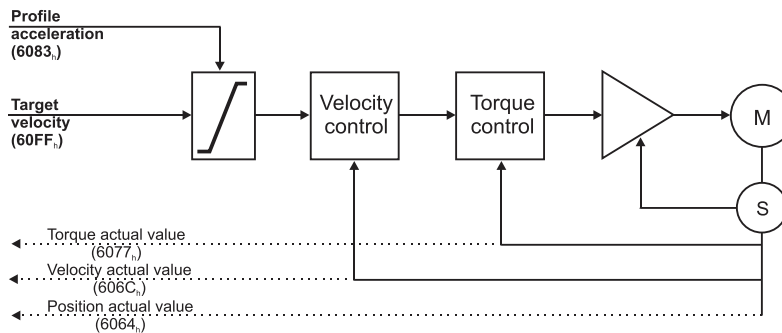 Profile
acceleration
(6083h)
Target
velocity
(60FFh)
Velocity
control
Torque
control
M
S
Torque actual value
(6077h)
Velocity actual value
(606Ch)
Position actual value
(6064h)